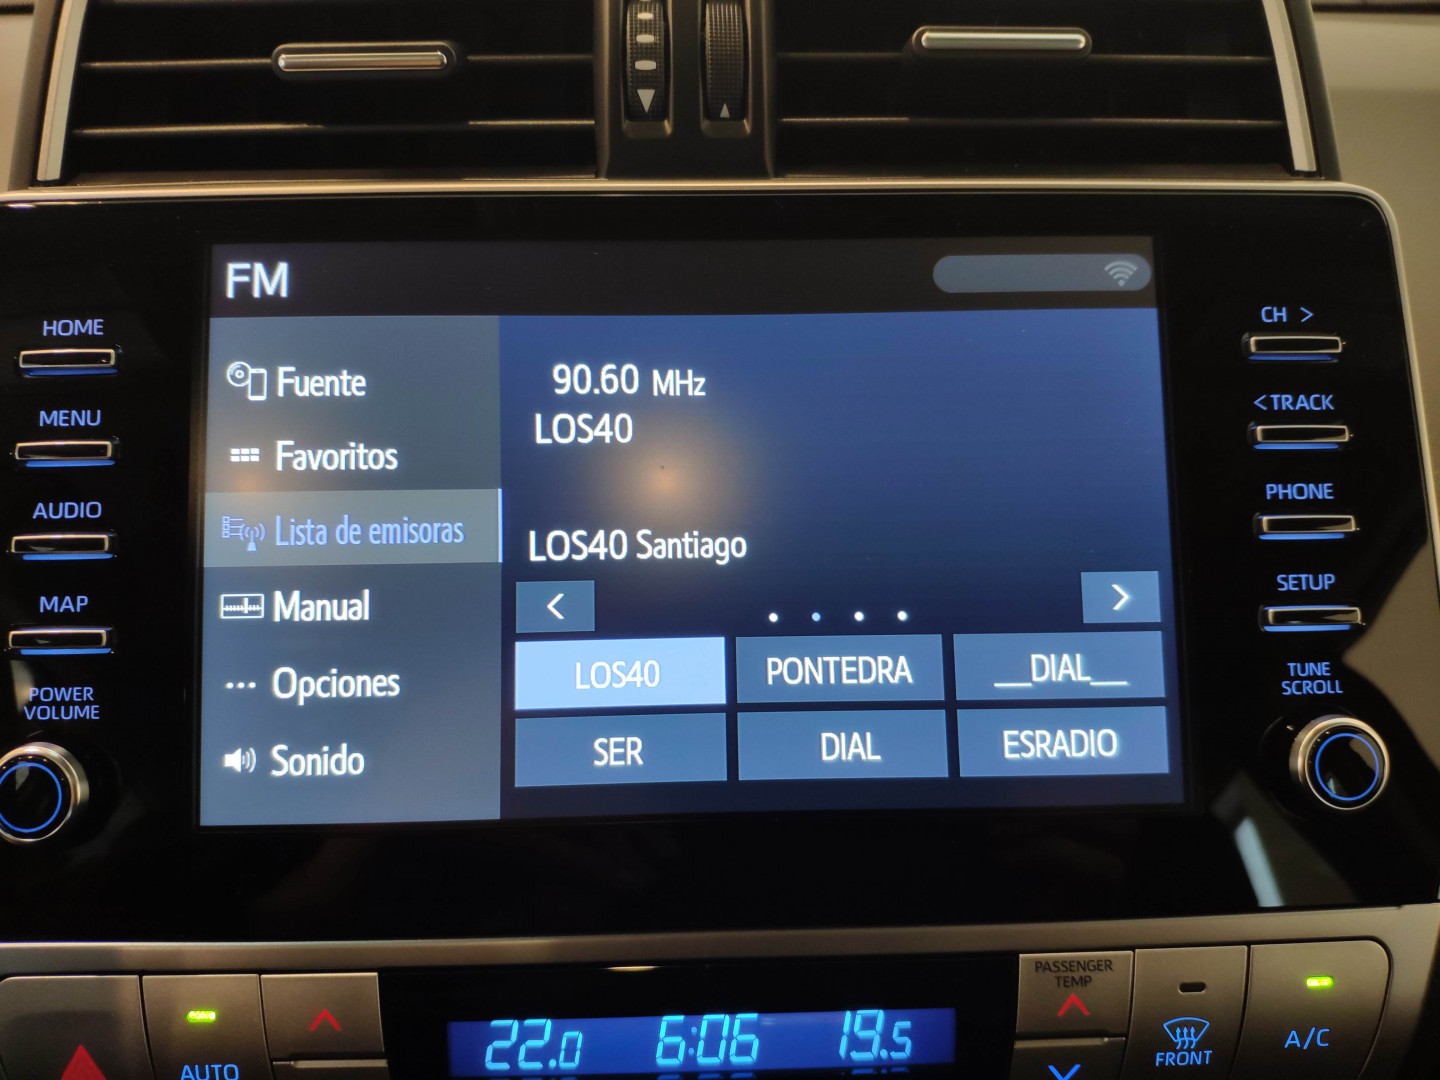 FM
HOME
MENU
AUDIO
MAP
POWER
VOLUME
Fuente
Favoritos
Lista de emisoras
Manual
Opciones
Sonido
90.60 MHz
LOS40
LOS40 Santiago
<
>
LOS40
PONTEDRA
__DIAL__
SER
DIAL
ESRADIO
CH >
<TRACK
PHONE
SETUP
TUNE
SCROLL
AUTO
22.0
6:06
19.5
PASSENGER
TEMP
FRONT
A/C